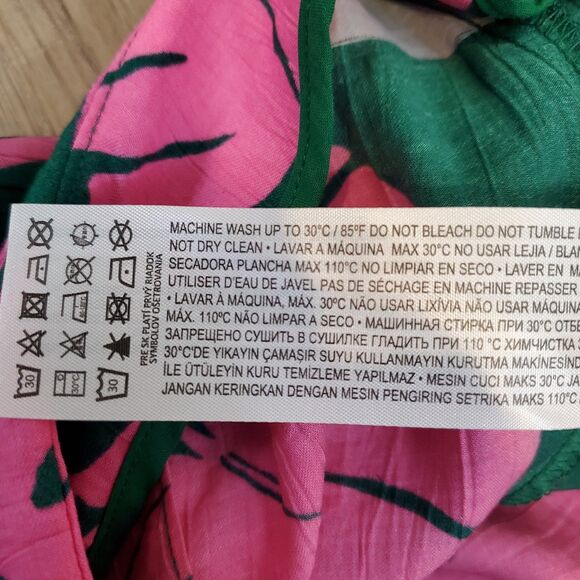 MACHINE WASH UP TO 30°C / 85°F DO NOT BLEACH DO NOT TUMBLE
NOT DRY CLEAN • LAVAR A MÁQUINA MAX 30°C NO USAR LEJIA / BLAN
SECADORA PLANCHA MAX 110°C NO LIMPIAR EN SECO • LAVER EN M
UTILISER D'EAU DE JAVEL PAS DE SÉCHAGE EN MACHINE REPASSER
• LAVAR À MÁQUINA, MÁX. 30°C NÃO USAR LIXÍVIA NÃO USAR MÁQUINA
MÁX. 110°C NÃO LIMPAR A SECO • МАШИННАЯ СТИРКА ПРИ 30°C ОТБЕ
ЗАПРЕЩЕНО СУШИТЬ В СУШИЛКЕ ГЛАДИТЬ ПРИ 110 °C ХИМЧИСТКА З
30°C'DE YIKAYIN ÇAMAŞIR SUYU KULLANMAYIN KURUTMA MAKİNESİND
İLE ÜTÜLEYİN KURU TEMİZLEME YAPILMAZ • MESIN CUCI MAKS 30°C JA
JANGAN KERINGKAN DENGAN MESIN PENGIRING SETRIKA MAKS 110°C
PRE SK PLATÍ PRVÝ RIADOK
SYMBOLOV OŠETROVANIA
30
30°C
30